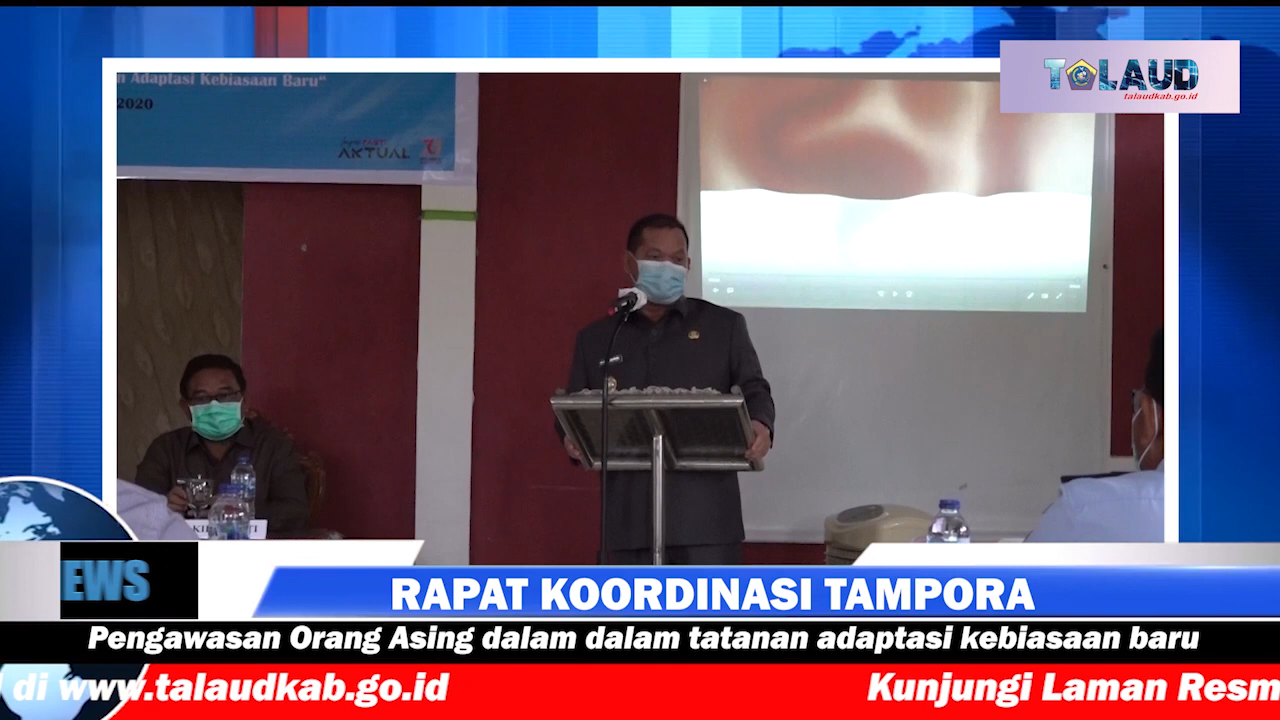 n Adaptasi Kebiasaan Baru"
2020
AKTUAL
TALAUD
talaudkab.go.id
EWS
RAPAT KOORDINASI TAMPORA
Pengawasan Orang Asing dalam dalam tatanan adaptasi kebiasaan baru
di www.talaudkab.go.id
Kunjungi Laman Resm